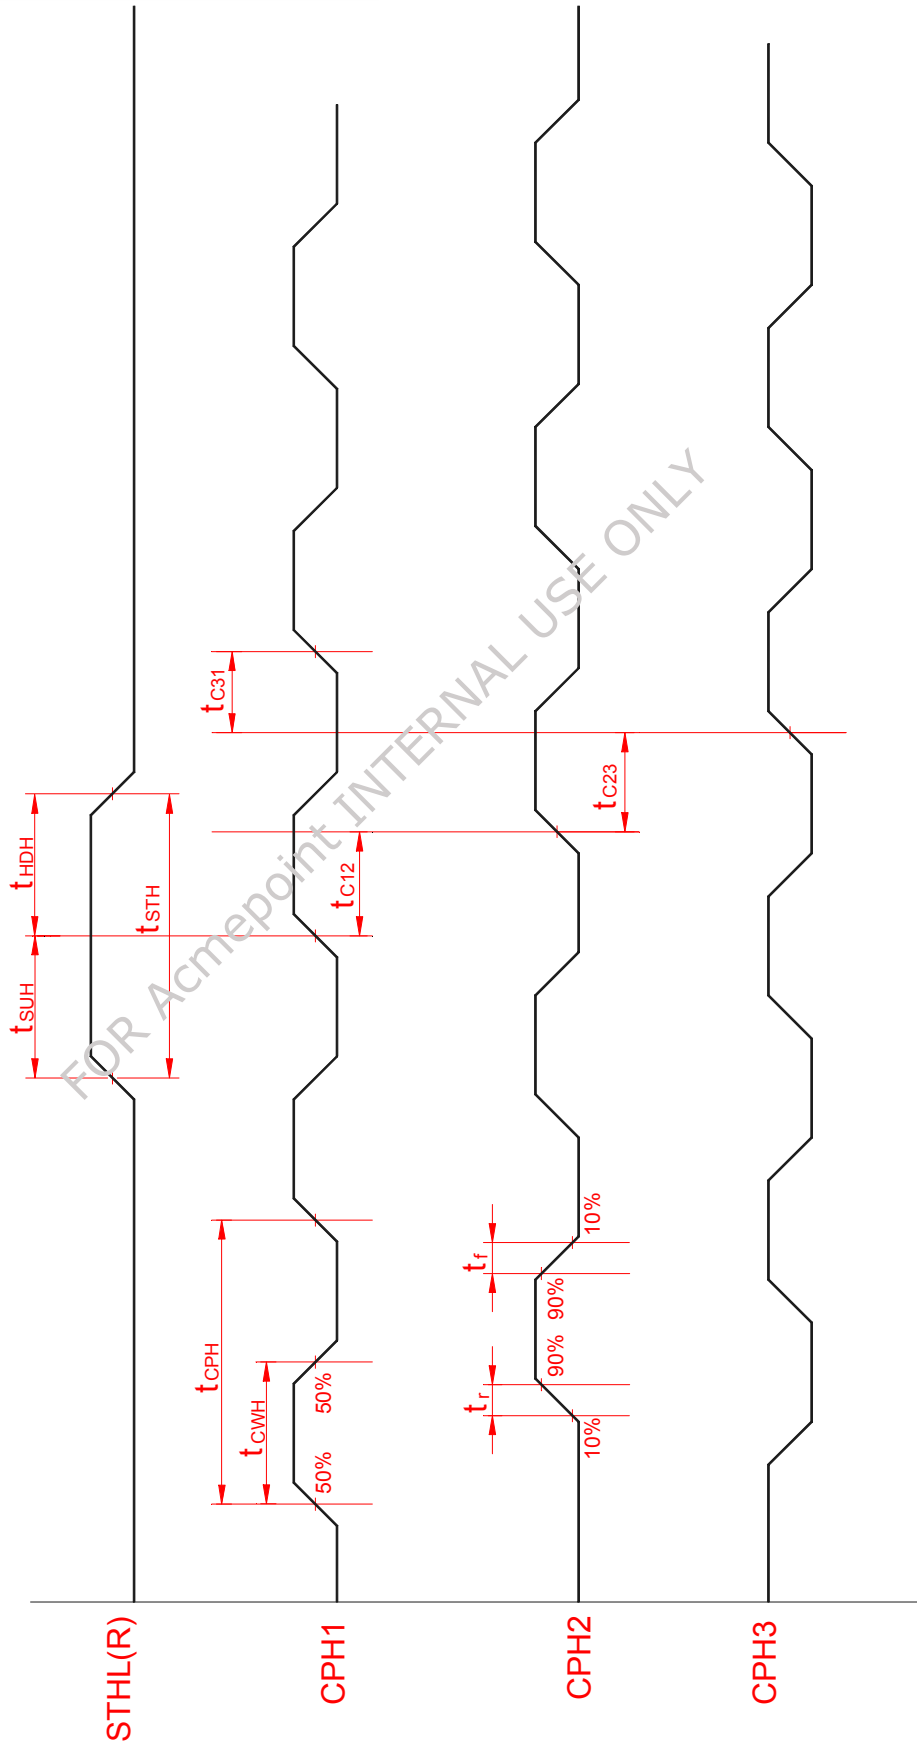 STHL(R)
tSUH
tHDH
tSTH
CPH1
tCPH
tCWH
50%
50%
tC12
tC31
CPH2
tr
tf
10%
90%
90%
10%
tC23
CPH3
FOR Acmepoint INTERNAL USE ONLY